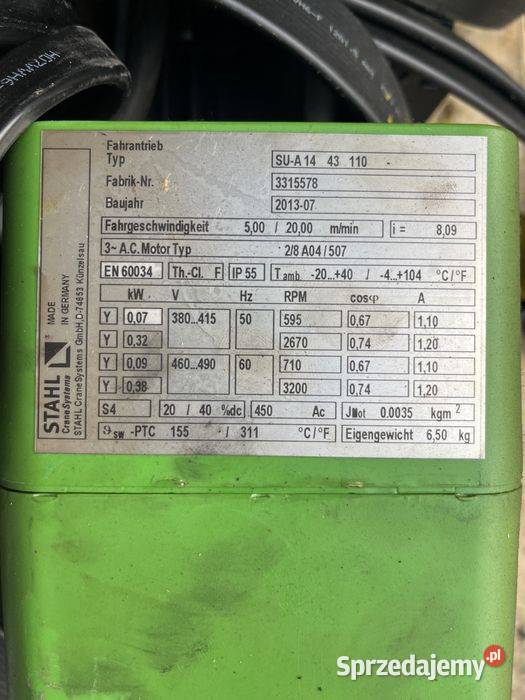 H07VVH6-
H6-F
Fahrantrieb
Typ SU-A 14 43 110 -
Fabrik-Nr. 3315578
Baujahr 2013-07
Fahrgeschwindigkeit 5,00 / 20,00 m/min i = 8,09
3~ A.C. Motor Typ 2/8 A04 / 507
EN 60034 Th.-Cl. F IP 55 T amb. -20...+40 / -4...+104 °C/°F
kW V Hz RPM cosφ A
Y 0,07 380...415 50 595 0,67 1,10
Y 0,32 2670 0,74 1,20
Y 0,09 460...490 60 710 0,67 1,10
Y 0,38 3200 0,74 1,20
S4 20 / 40 %dc 450 Ac JMot 0.0035 kgm²
ϑsw -PTC 155 / 311 °C/°F Eigengewicht 6,50 kg
STAHL
CraneSystems
®
MADE
IN GERMANY
STAHL CraneSystems GmbH, D-74653 Künzelsau
Sprzedajemy.pl